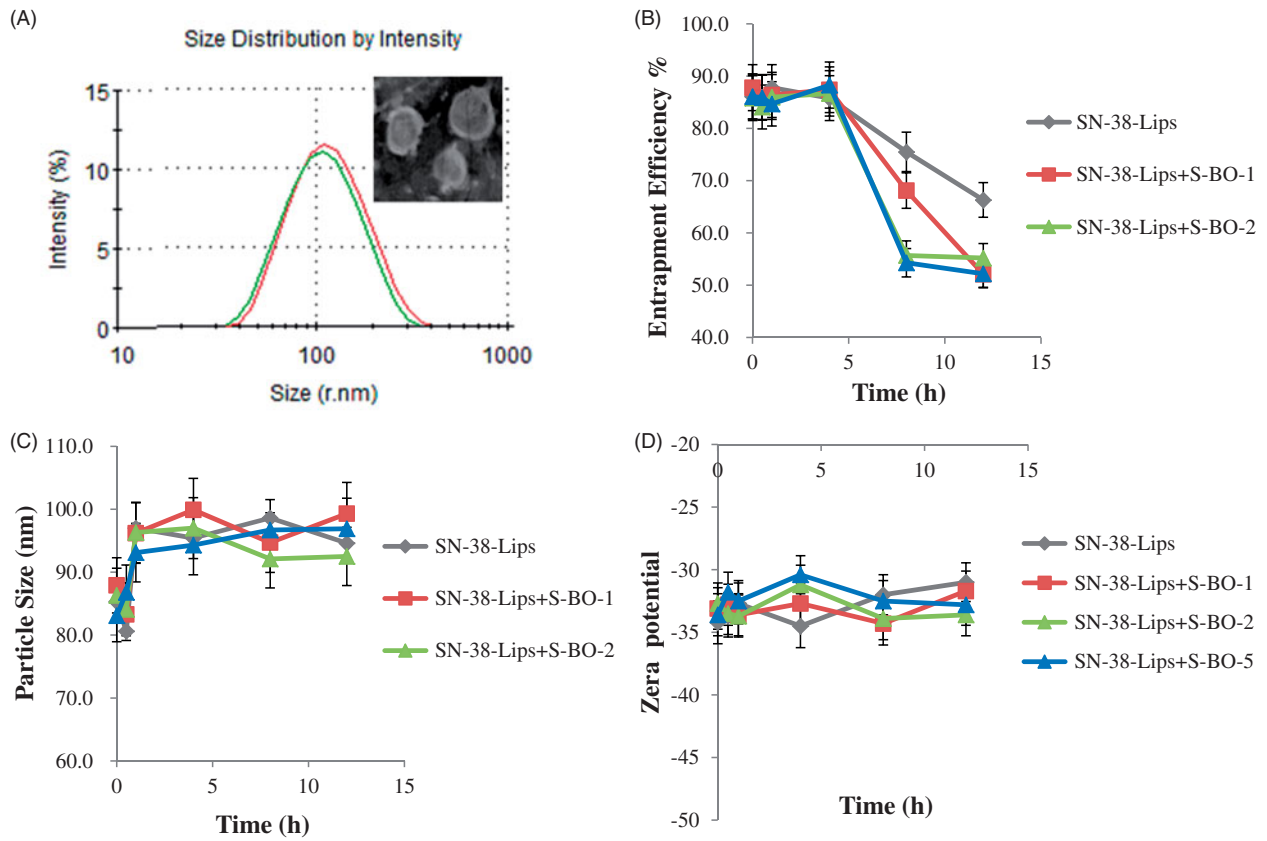 (A)
Size Distribution by Intensity
15
10
5
0
Intensity (%)
10 100 1000
Size (r.nm)
(B)
100.0
90.0
80.0
70.0
60.0
50.0
40.0
Entrapment Efficiency %
0 5 10 15
Time (h)
SN-38-Lips
SN-38-Lips+S-BO-1
SN-38-Lips+S-BO-2
(C)
110.0
100.0
90.0
80.0
70.0
60.0
Particle Size (nm)
0 5 10 15
Time (h)
SN-38-Lips
SN-38-Lips+S-BO-1
SN-38-Lips+S-BO-2
(D)
-20
-25
-30
-35
-40
-45
-50
Zera potential
0 5 10 15
Time (h)
SN-38-Lips
SN-38-Lips+S-BO-1
SN-38-Lips+S-BO-2
SN-38-Lips+S-BO-5